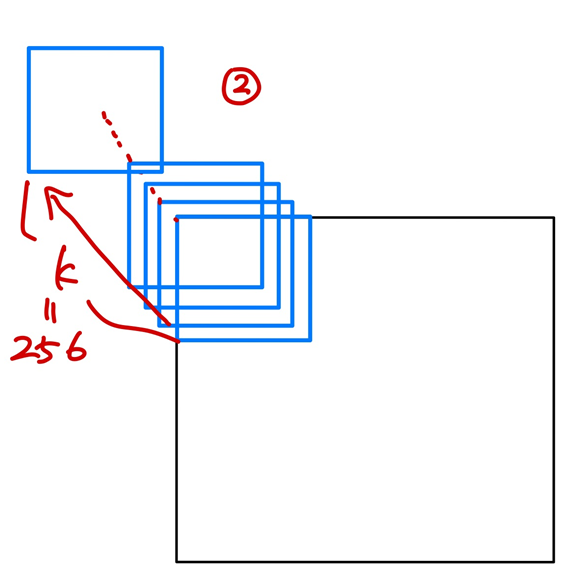 ②
K
=
256